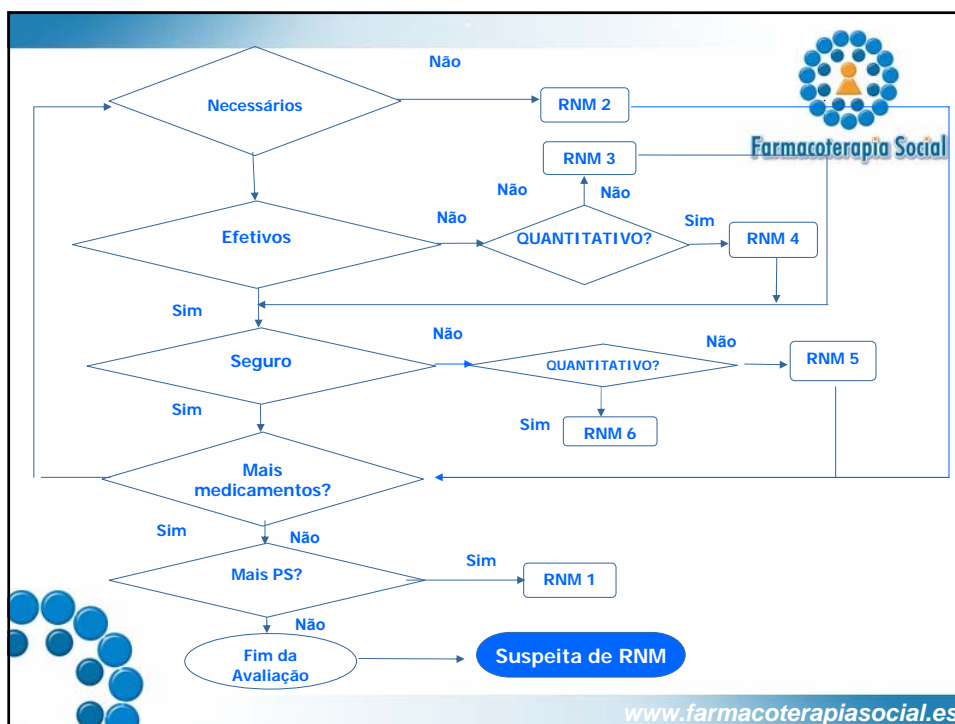 Não
Necessários
RNM 2
Farmacoterapia Social
RNM 3
Não
Não
Não
Sim
Efetivos
QUANTITATIVO?
RNM 4
Sim
Não
Não
Seguro
QUANTITATIVO?
RNM 5
Sim
Sim
RNM 6
Mais
medicamentos?
Sim
Não
Sim
Mais PS?
RNM 1
Não
Fim da
Avaliação
Suspeita de RNM
www.farmacoterapiasocial.es